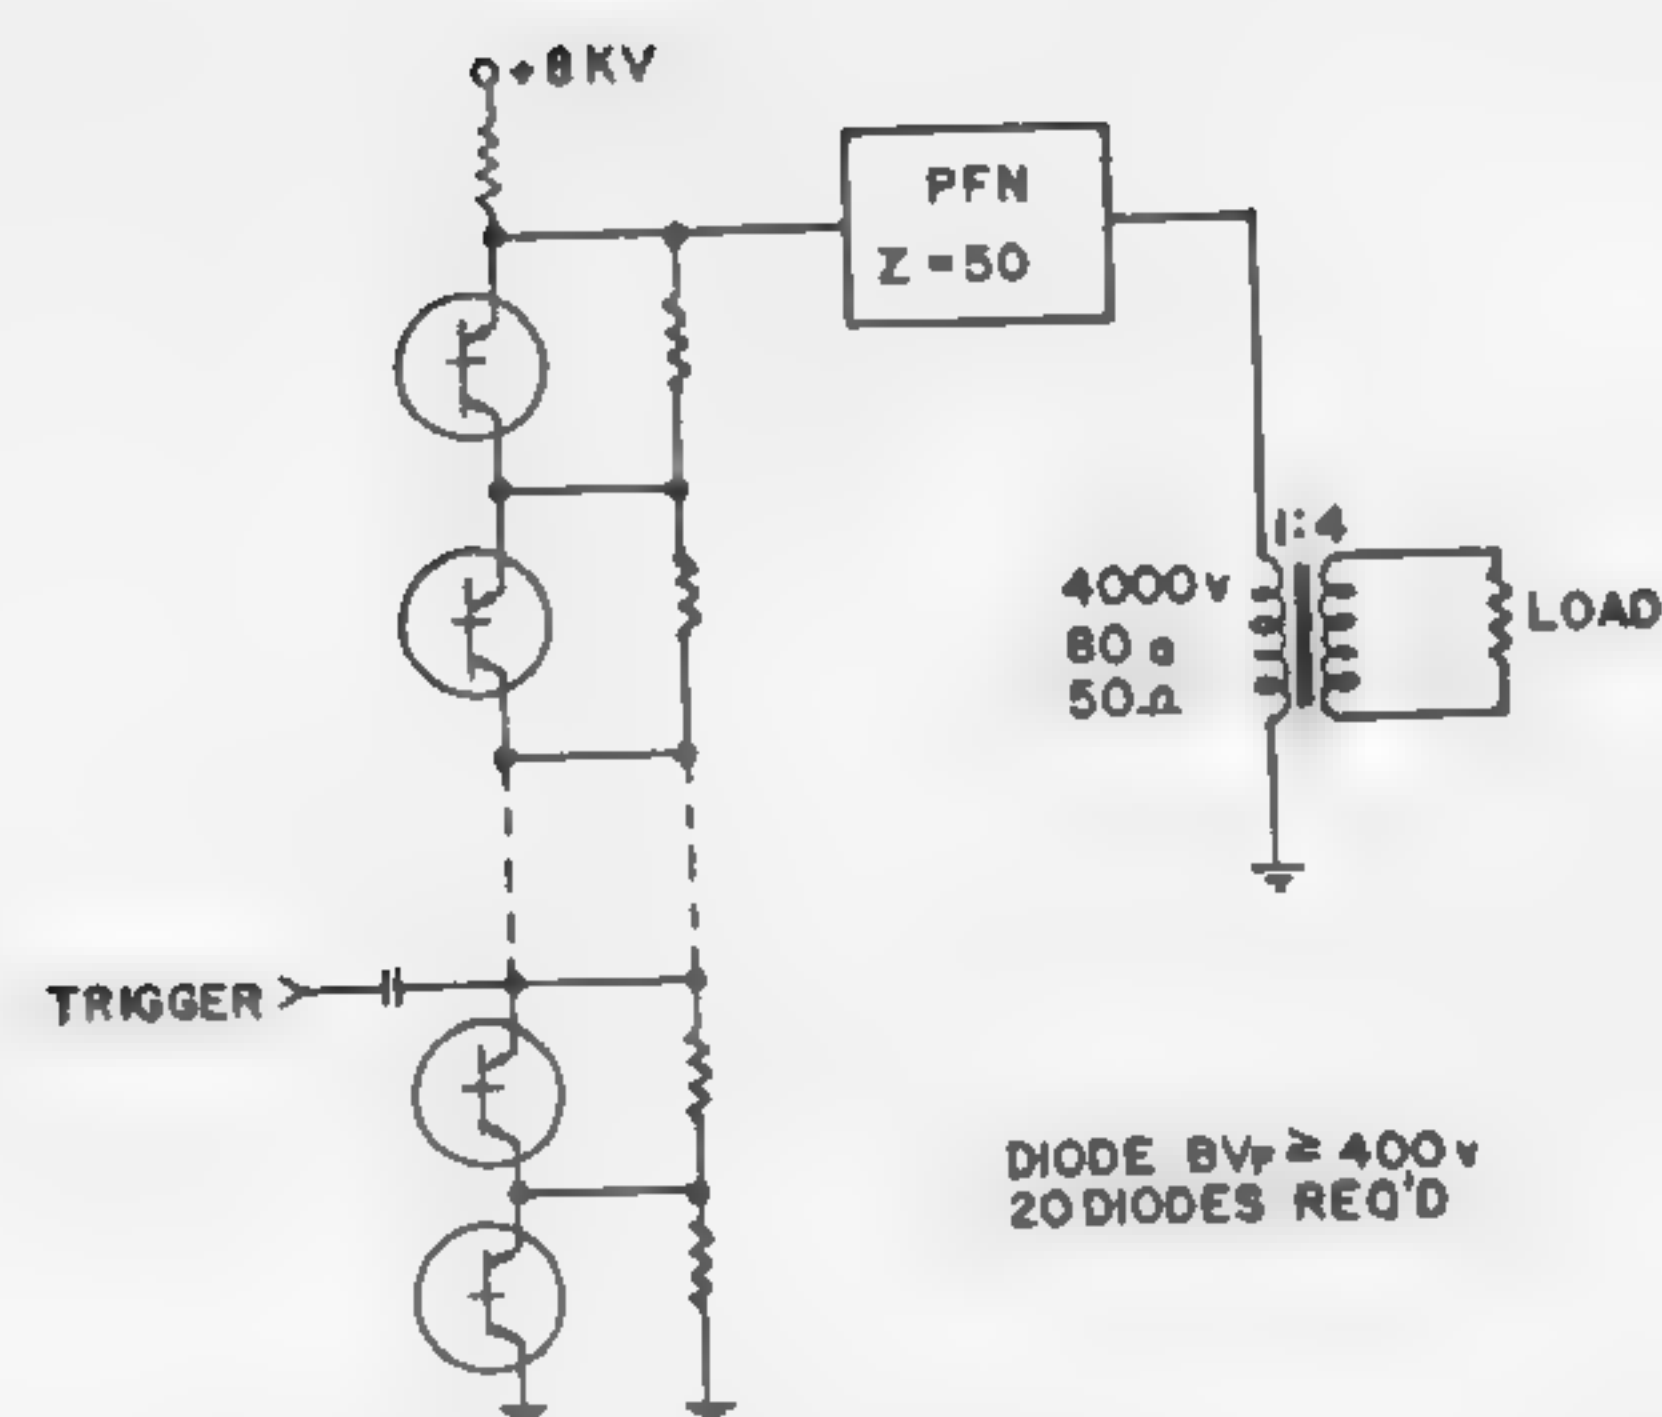 +8KV
PFN
Z=50
1:4
4000v
80 a
50Ω
LOAD
TRIGGER
DIODE BVF ≥ 400v
20 DIODES REQ'D